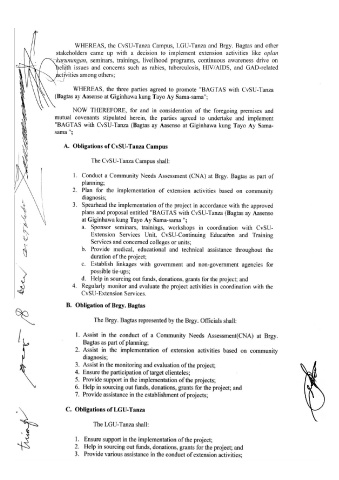 WHEREAS, the CvSU-Tanza Campus, LGU-Tanza and Brgy. Bagtas and other
stakeholders came up with a decision to implement extension activities like oplan
karunungan, seminars, trainings, livelihood programs, continuous awareness drive on
health issues and concerns such as rabies, tuberculosis, HIV/AIDS, and GAD-related
activities among others;
WHEREAS, the three parties agreed to promote "BAGTAS with CvSU-Tanza
(Bagtas ay Aasenso at Giginhawa kung Tayo Ay Sama-sama";
NOW THEREFORE, for and in consideration of the foregoing premises and
mutual covenants stipulated herein, the parties agreed to undertake and implement
"BAGTAS with CvSU-Tanza (Bagtas ay Aasenso at Giginhawa kung Tayo Ay Sama-
sama ";
A. Obligations of CvSU-Tanza Campus
The CvSU-Tanza Campus shall:
1. Conduct a Community Needs Assessment (CNA) at Brgy. Bagtas as part of
planning;
2. Plan for the implementation of extension activities based on community
diagnosis;
3. Spearhead the implementation of the project in accordance with the approved
plans and proposal entitled "BAGTAS with CvSU-Tanza (Bagtas ay Aasenso
at Giginhawa kung Tayo Ay Sama-sama ";
a. Sponsor seminars, trainings, workshops in coordination with CvSU-
Extension Services Unit, CvSU-Continuing Education and Training
Services and concerned colleges or units;
b. Provide medical, educational and technical assistance throughout the
duration of the project;
c. Establish linkages with government and non-government agencies for
possible tie-ups;
d. Help in sourcing out funds, donations, grants for the project; and
4. Regularly monitor and evaluate the project activities in coordination with the
CvSU-Extension Services.
B. Obligation of Brgy. Bagtas
The Brgy. Bagtas represented by the Brgy. Officials shall:
1. Assist in the conduct of a Community Needs Assessment(CNA) at Brgy.
Bagtas as part of planning;
2. Assist in the implementation of extension activities based on community
diagnosis;
3. Assist in the monitoring and evaluation of the project;
4. Ensure the participation of target clienteles;
5. Provide support in the implementation of the projects;
6. Help in sourcing out funds, donations, grants for the project; and
7. Provide assistance in the establishment of projects;
C. Obligations of LGU-Tanza
The LGU-Tanza shall:
1. Ensure support in the implementation of the project;
2. Help in sourcing out funds, donations, grants for the project; and
3. Provide various assistance in the conduct of extension activities;